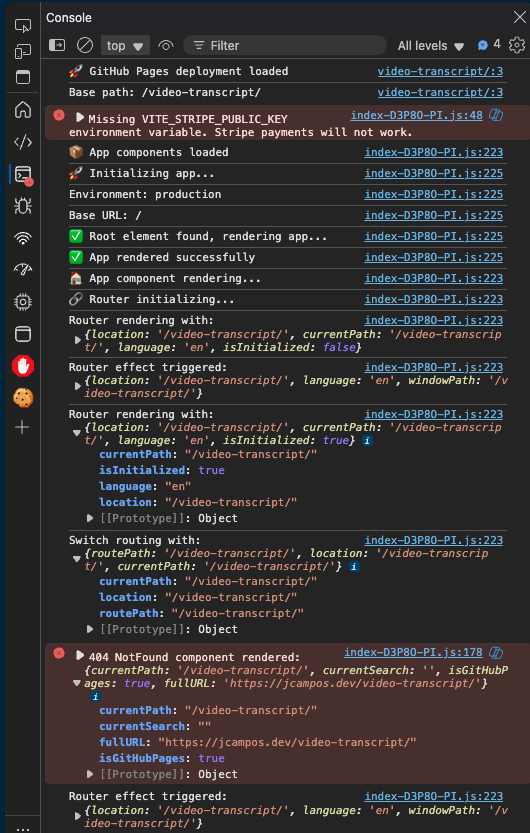 Console
top Filter All levels 4
🚀 GitHub Pages deployment loaded video-transcript/:3
Base path: /video-transcript/ video-transcript/:3
Missing VITE_STRIPE_PUBLIC_KEY index-D3P8O-PI.js:48
environment variable. Stripe payments will not work.
📦 App components loaded index-D3P8O-PI.js:223
🚀 Initializing app... index-D3P8O-PI.js:225
Environment: production index-D3P8O-PI.js:225
Base URL: / index-D3P8O-PI.js:225
✅ Root element found, rendering app... index-D3P8O-PI.js:225
✅ App rendered successfully index-D3P8O-PI.js:225
🏠 App component rendering... index-D3P8O-PI.js:223
🔗 Router initializing... index-D3P8O-PI.js:223
Router rendering with: index-D3P8O-PI.js:223
{location: '/video-transcript/', currentPath: '/video-transcrip
t/', language: 'en', isInitialized: false}
Router effect triggered: index-D3P8O-PI.js:223
{location: '/video-transcript/', language: 'en', windowPath: '/v
ideo-transcript/'}
Router rendering with: index-D3P8O-PI.js:223
{location: '/video-transcript/', currentPath: '/video-transcrip
t/', language: 'en', isInitialized: true} i
currentPath: "/video-transcript/"
isInitialized: true
language: "en"
location: "/video-transcript/"
[[Prototype]]: Object
Switch routing with: index-D3P8O-PI.js:223
{routePath: '/video-transcript/', location: '/video-transcrip
t/', currentPath: '/video-transcript/'} i
currentPath: "/video-transcript/"
location: "/video-transcript/"
routePath: "/video-transcript/"
[[Prototype]]: Object
404 NotFound component rendered: index-D3P8O-PI.js:178
{currentPath: '/video-transcript/', currentSearch: '', isGitHubP
ages: true, fullURL: 'https://jcampos.dev/video-transcript/'}
i
currentPath: "/video-transcript/"
currentSearch: ""
fullURL: "https://jcampos.dev/video-transcript/"
isGitHubPages: true
[[Prototype]]: Object
Router effect triggered: index-D3P8O-PI.js:223
{location: '/video-transcript/', language: 'en', windowPath: '/v
ideo-transcript/'}